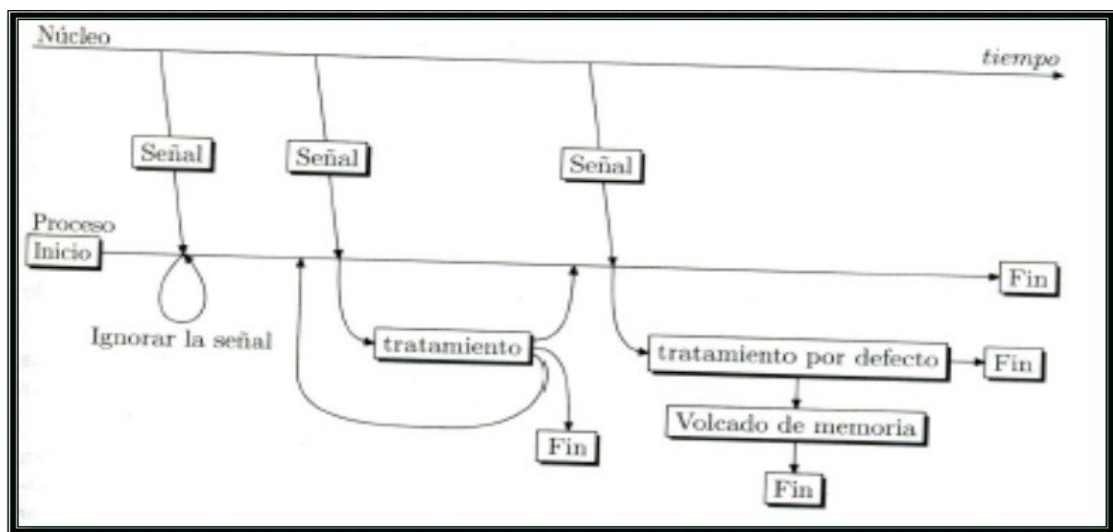 Núcleo
tiempo
Señal
Señal
Señal
Proceso
Inicio
Fin
Ignorar la señal
tratamiento
tratamiento por defecto
Fin
Volcado de memoria
Fin
Fin